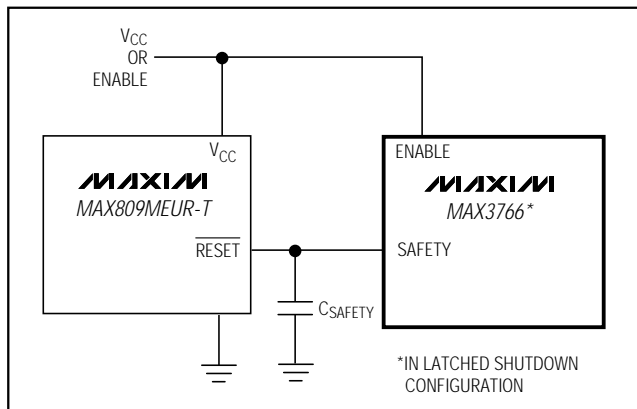 VCC
OR
ENABLE
VCC
MAXIM
MAX809MEUR-T
RESET
ENABLE
MAXIM
MAX3766*
SAFETY
CSAFETY
*IN LATCHED SHUTDOWN
CONFIGURATION